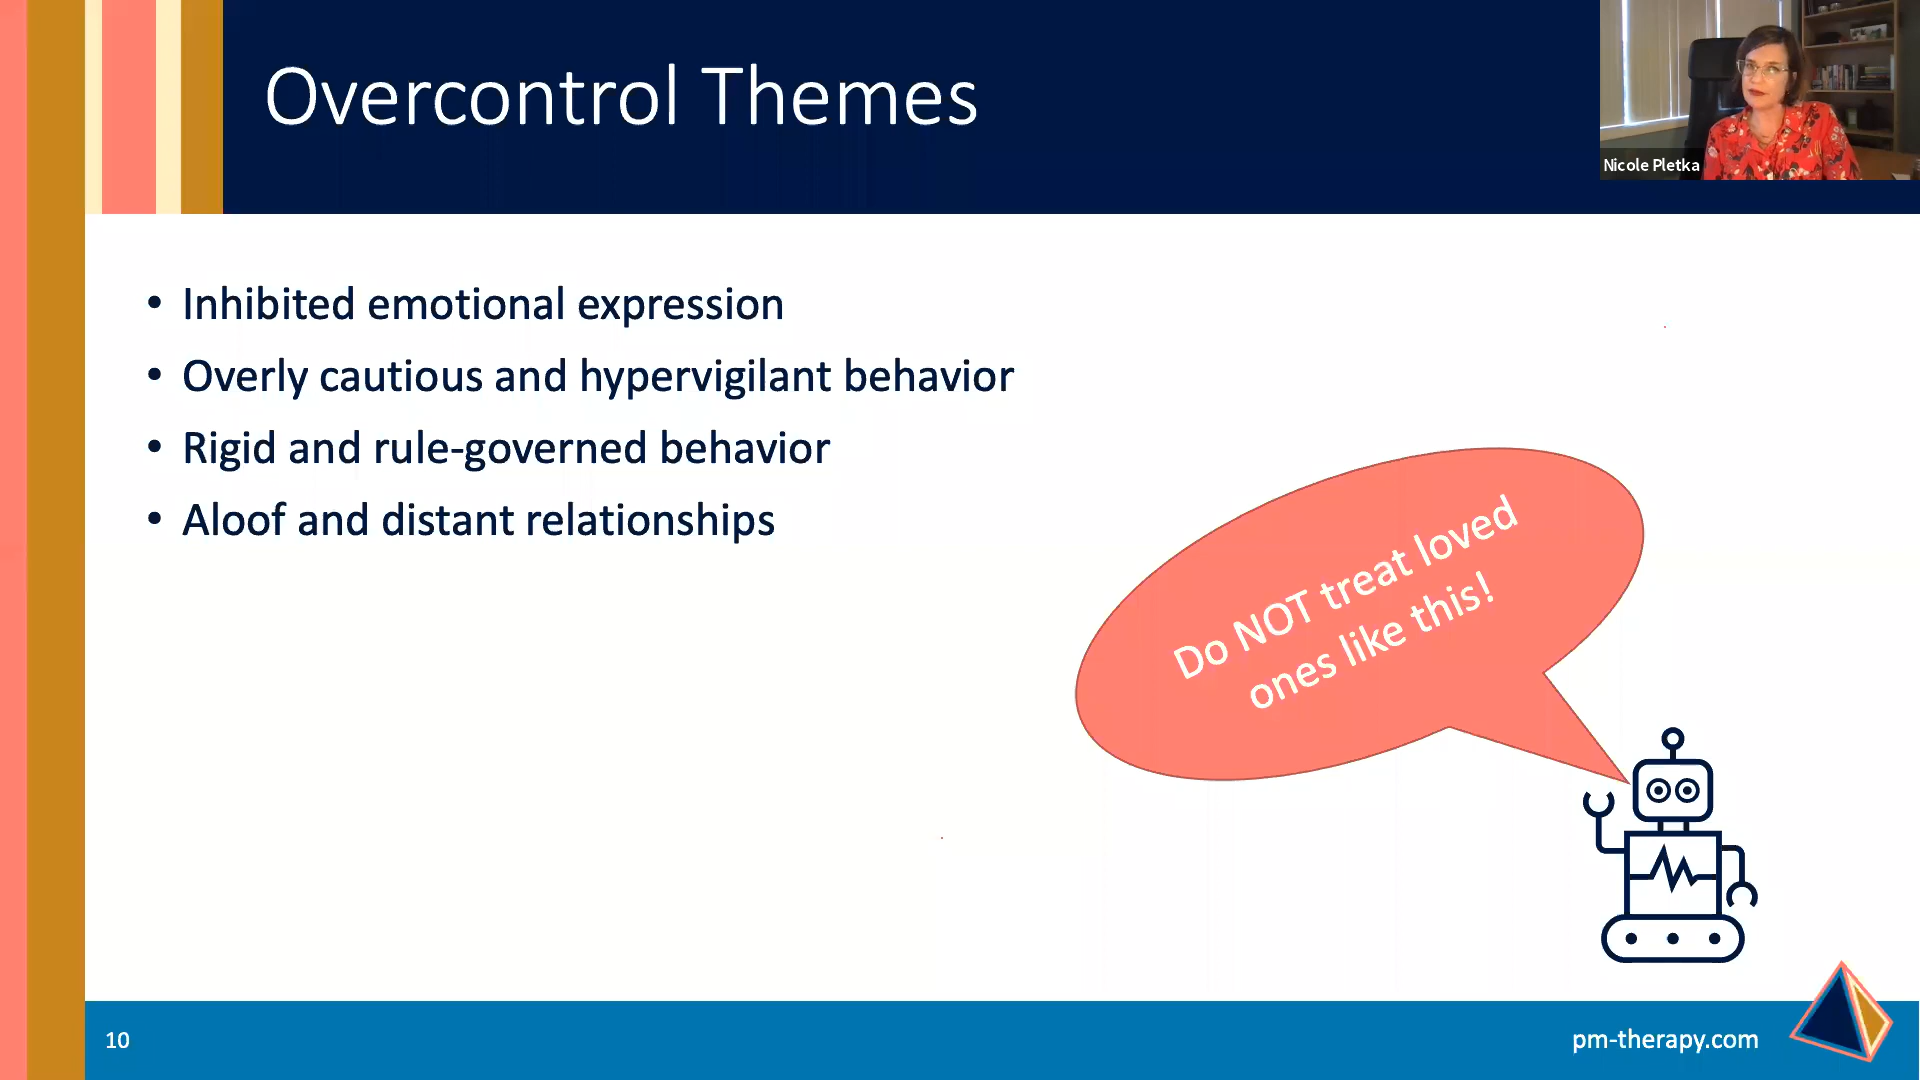 Overcontrol Themes
Nicole Pletka
• Inhibited emotional expression
• Overly cautious and hypervigilant behavior
• Rigid and rule-governed behavior
• Aloof and distant relationships
Do NOT treat loved
ones like this!
10
pm-therapy.com